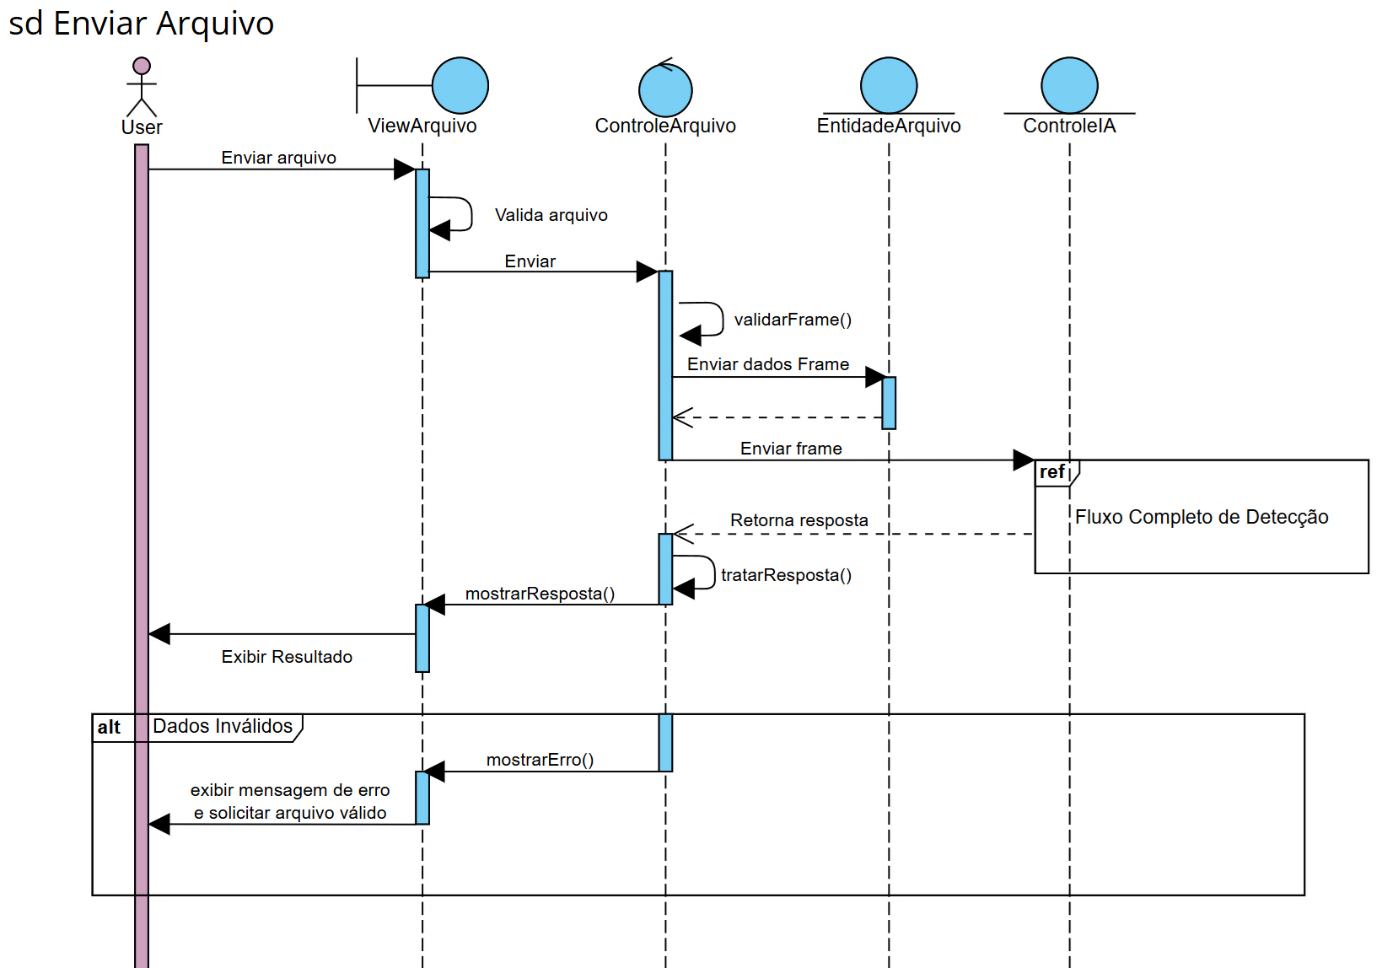 sd Enviar Arquivo
User
ViewArquivo
ControleArquivo
EntidadeArquivo
ControleIA
Enviar arquivo
Valida arquivo
Enviar
validarFrame()
Enviar dados Frame
Enviar frame
ref
Fluxo Completo de Detecção
Retorna resposta
tratarResposta()
mostrarResposta()
Exibir Resultado
alt
Dados Inválidos
mostrarErro()
exibir mensagem de erro
e solicitar arquivo válido